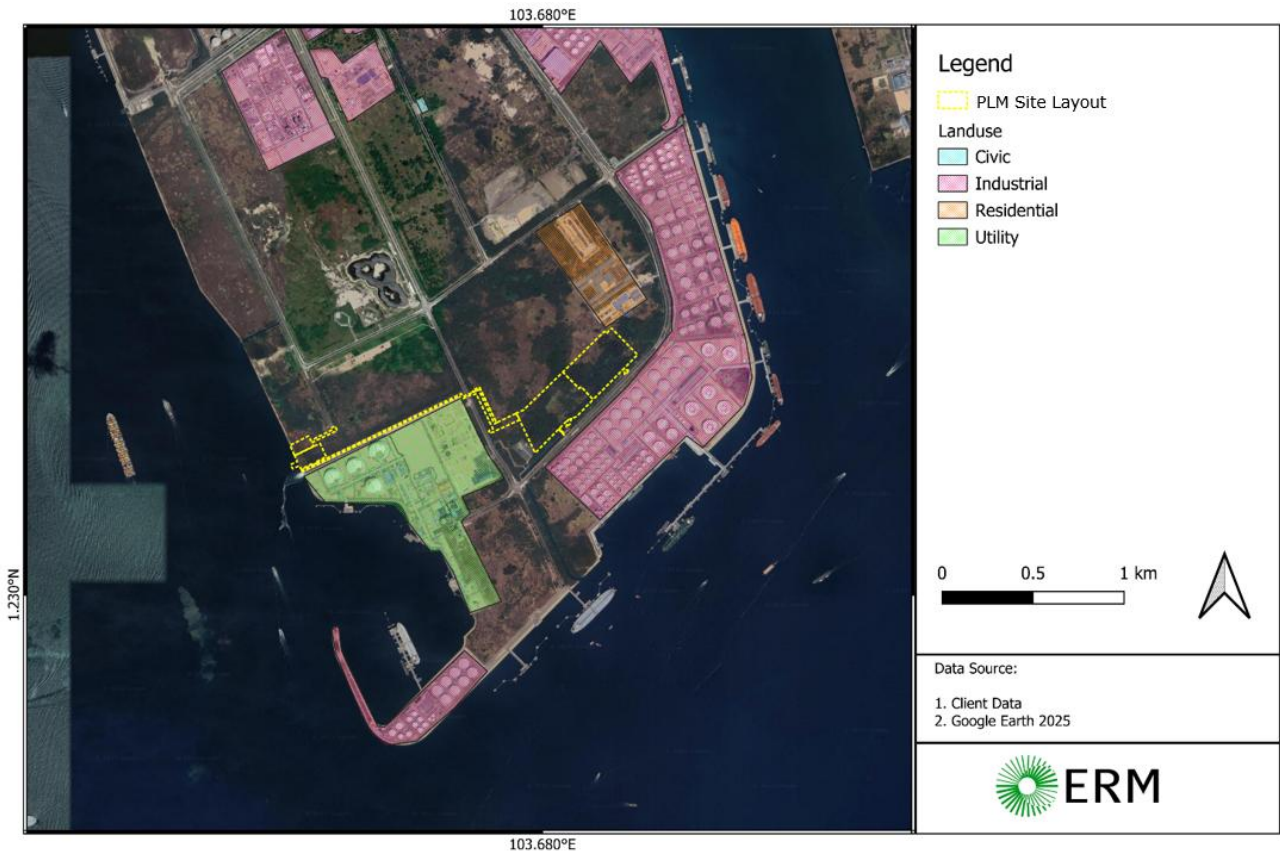 103.680°E
1.230°N
Legend
PLM Site Layout
Landuse
Civic
Industrial
Residential
Utility
0 0.5 1 km
Data Source:
1. Client Data
2. Google Earth 2025
ERM
103.680°E